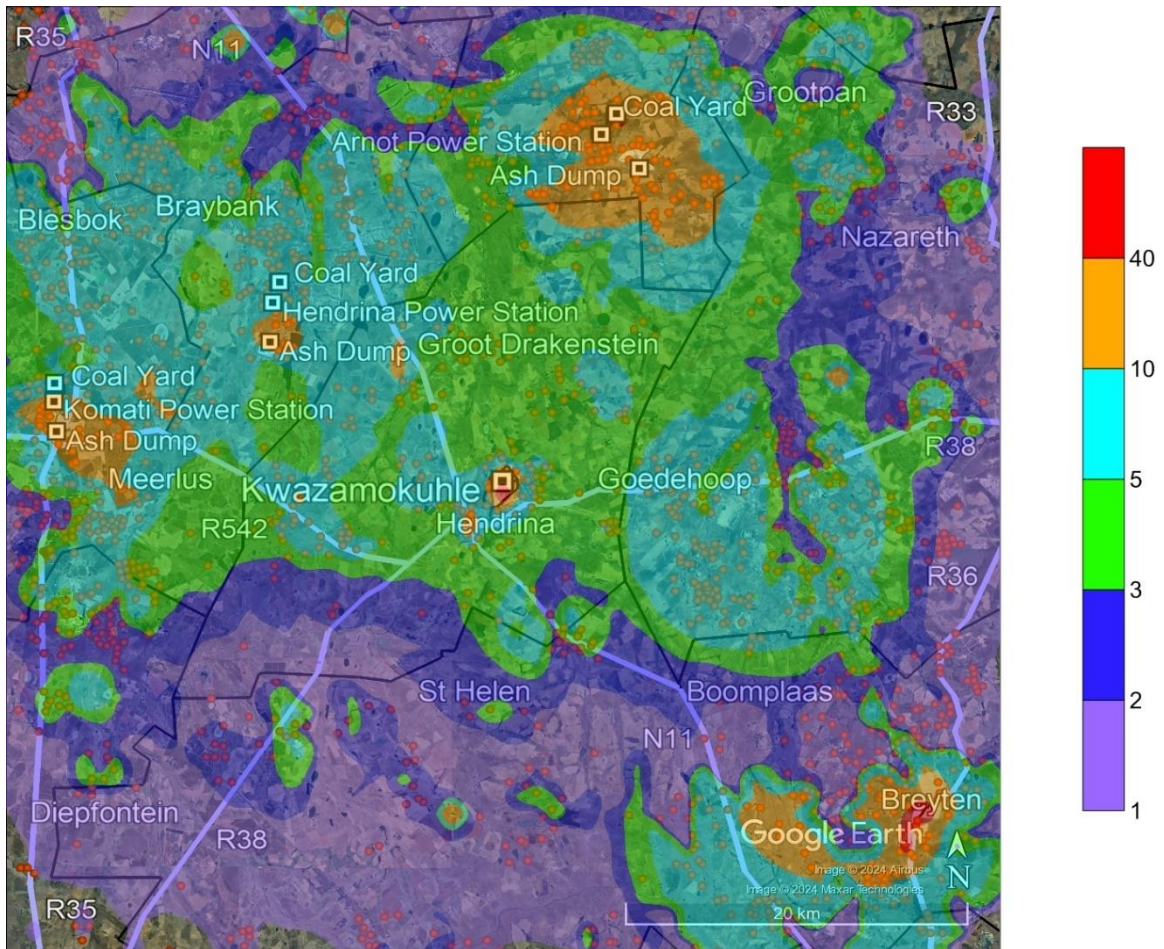 R35
N11
Coal Yard
Grootpan
R33
Arnot Power Station
Ash Dump
Blesbok
Braybank
Nazareth
Coal Yard
Hendrina Power Station
Ash Dump
Groot Drakenstein
Coal Yard
Komati Power Station
Ash Dump
R38
Meerlus
Kwazamokuhle
Goedehoop
R542
Hendrina
R36
St Helen
Boomplaas
N11
Diepfontein
R38
Breyten
Google Earth
Image © 2024 Airbus
Image © 2024 Maxar Technologies
N
R35
20 km
40
10
5
3
2
1